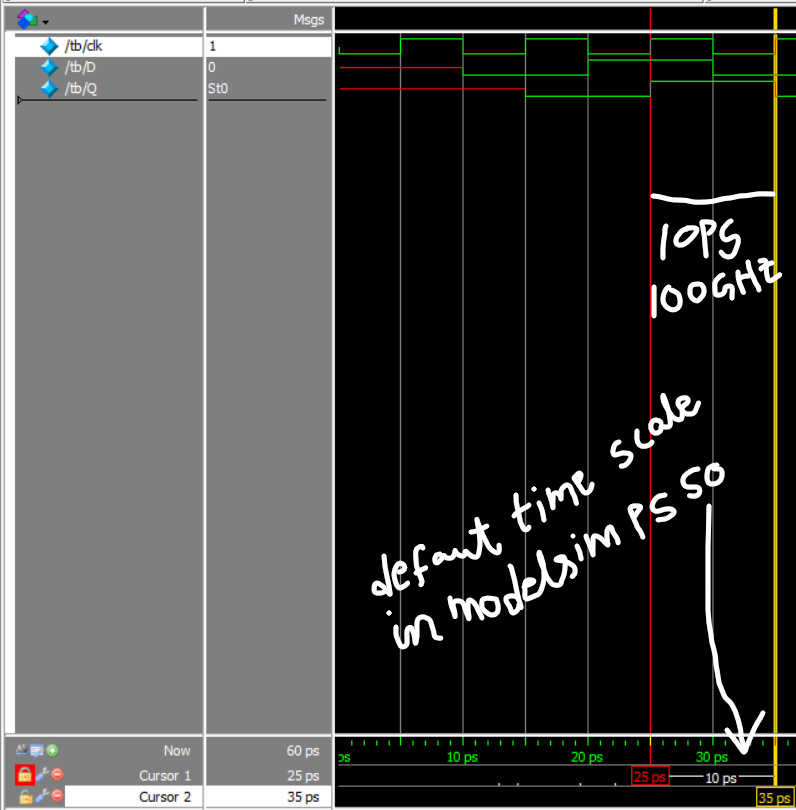 Msgs
/tb/clk 1
/tb/D 0
/tb/Q St0
10PS
100GHz
defaut time scale
in modelsim PS SO
Now 60 ps
ps 10 ps 20 ps 30 ps
Cursor 1 25 ps 25 ps 10 ps
Cursor 2 35 ps 35 ps